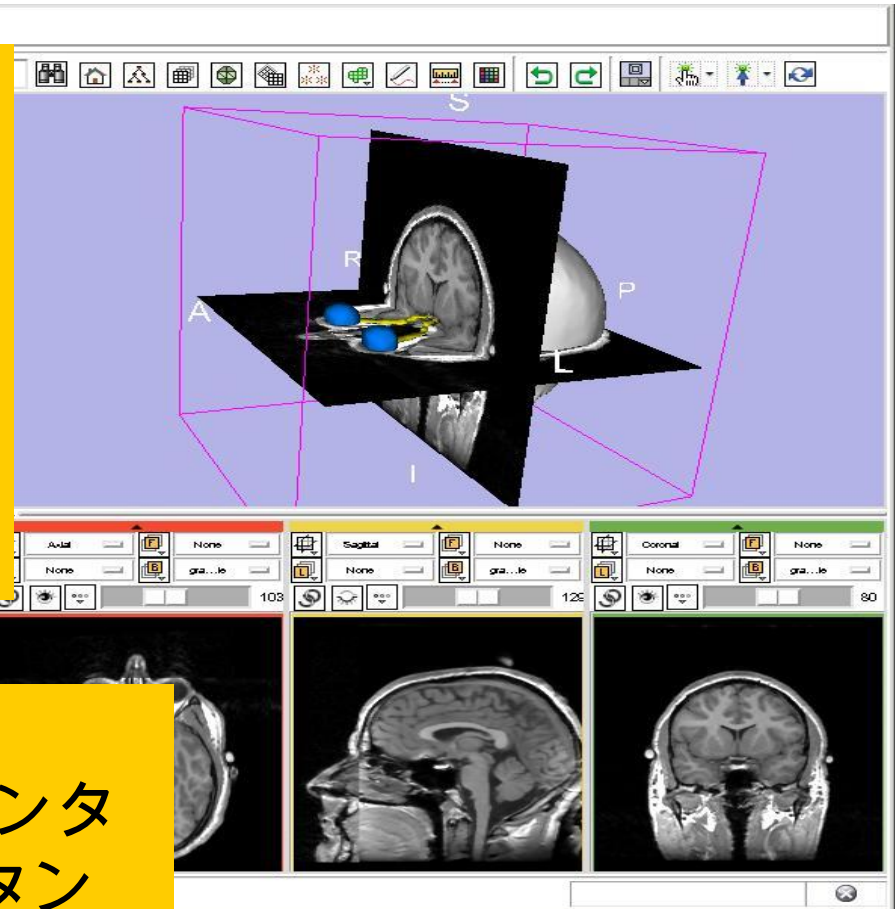 S
R
P
A
L
I
Axial None
None gra...le
103
Sagittal None
None gra...le
129
Coronal None
None gra...le
80
ンタ
タン